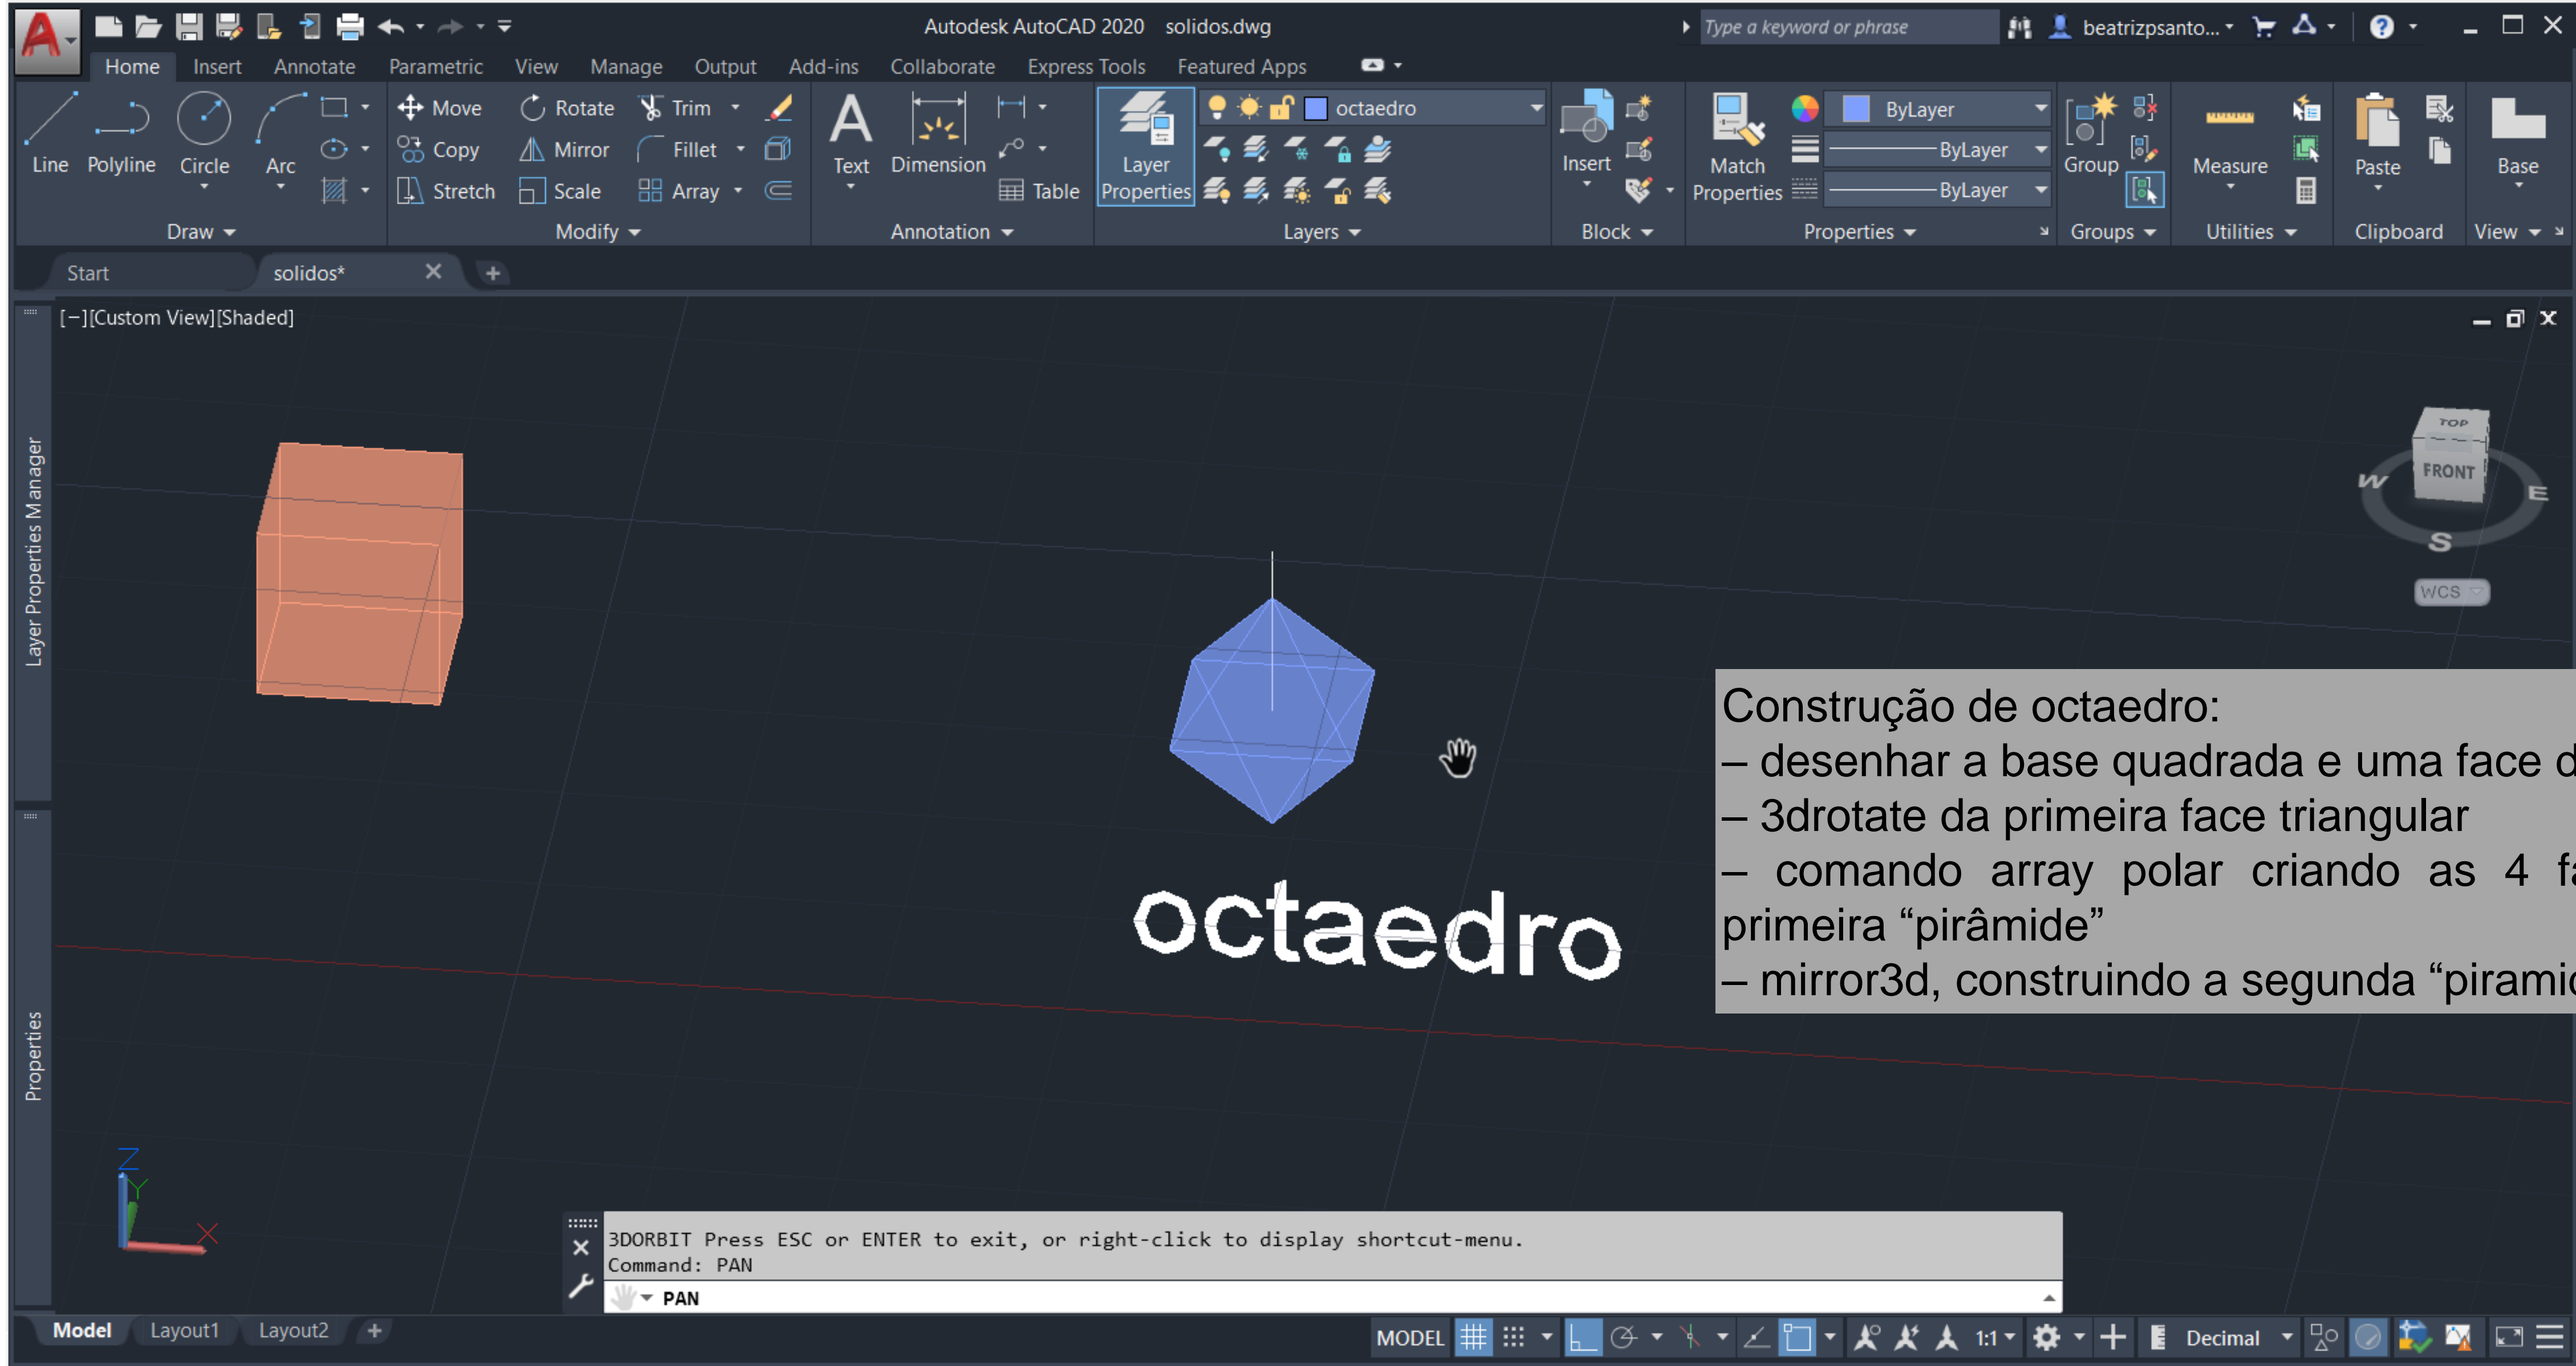 Autodesk AutoCAD 2020 solidos.dwg
Type a keyword or phrase
beatrizpsanto...
Home Insert Annotate Parametric View Manage Output Add-ins Collaborate Express Tools Featured Apps
Line Polyline Circle Arc
Move Rotate Trim
Copy Mirror Fillet
Stretch Scale Array
Text Dimension
Table
Layer
Properties
octaedro
Insert
Match
Properties
ByLayer
ByLayer
ByLayer
Group
Measure
Paste
Base
Draw Modify Annotation Layers Block Properties Groups Utilities Clipboard View
Start solidos*
[−][Custom View][Shaded]
Layer Properties Manager
Properties
TOP
FRONT
W E
S
WCS
octaedro
Construção de octaedro:
– desenhar a base quadrada e uma face
– 3drotate da primeira face triangular
– comando array polar criando as 4
primeira “pirâmide”
– mirror3d, construindo a segunda
Z
Y
X
3DORBIT Press ESC or ENTER to exit, or right-click to display shortcut-menu.
Command: PAN
PAN
Model Layout1 Layout2 +
MODEL 1:1 Decimal